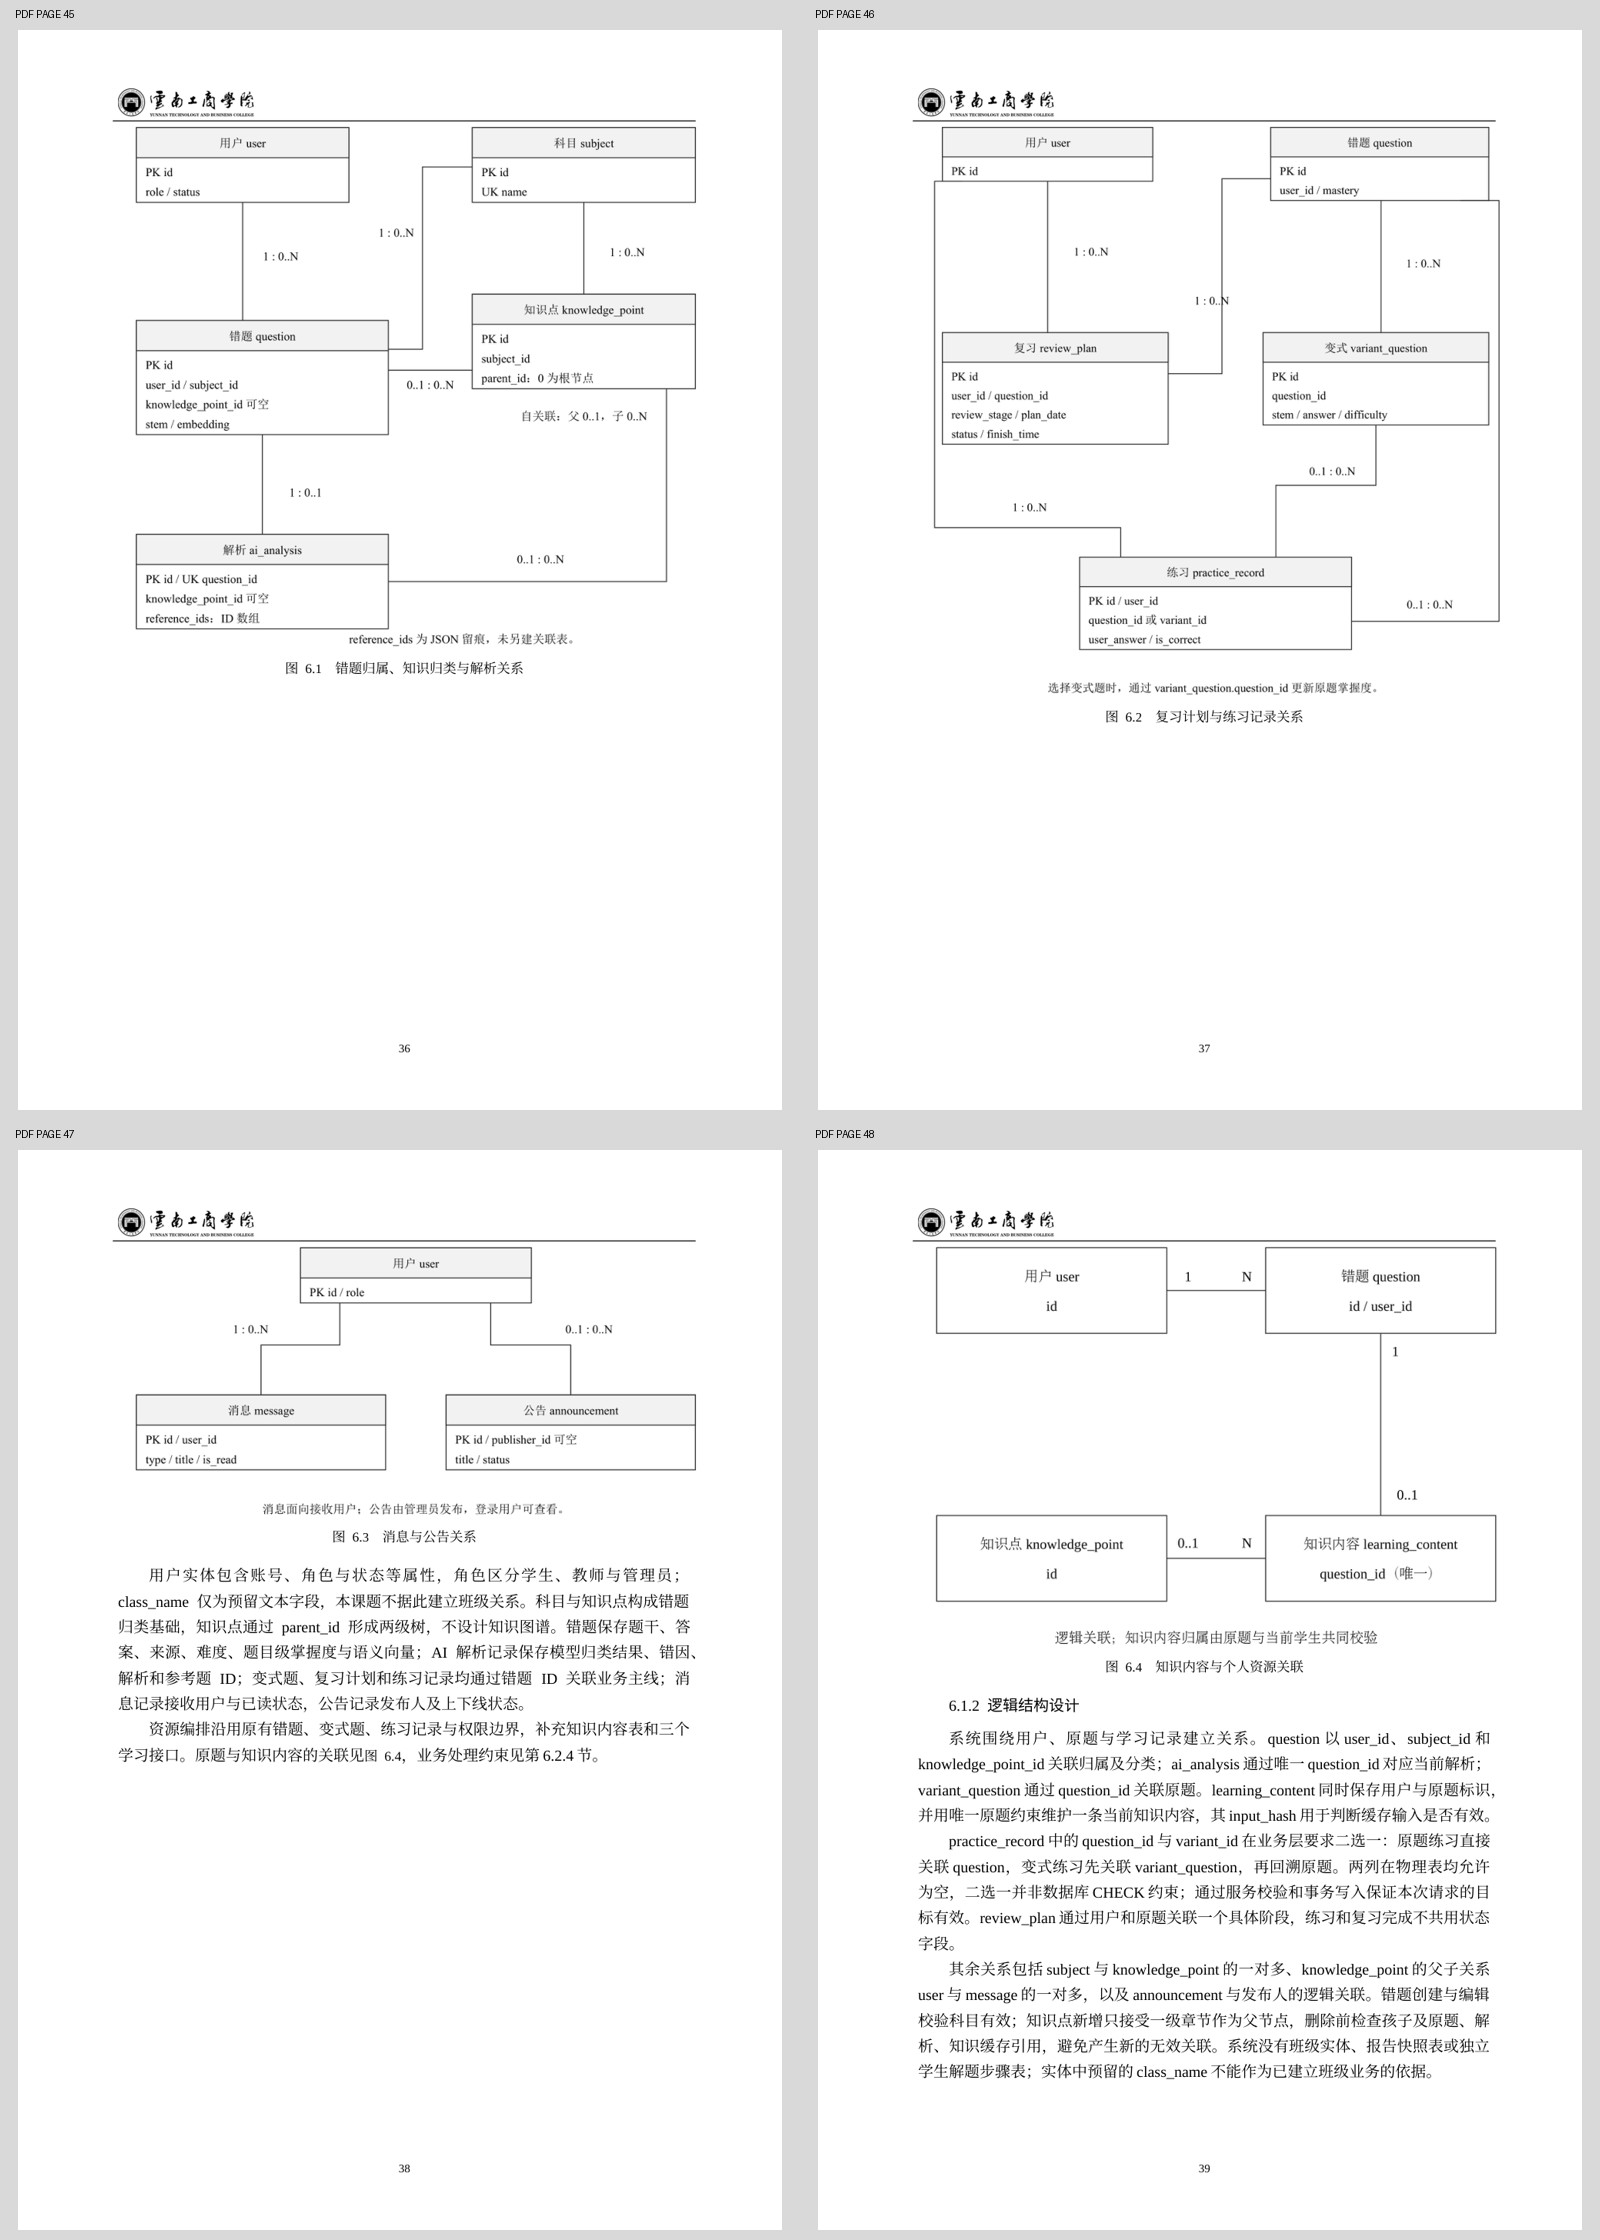 PDF PAGE 45
雲南工商學院
YUNNAN TECHNOLOGY AND BUSINESS COLLEGE
用户 user
PK id
role / status
科目 subject
PK id
UK name
1 : 0..N
1 : 0..N
1 : 0..N
知识点 knowledge_point
PK id
subject_id
parent_id：0 为根节点
错题 question
PK id
user_id / subject_id
knowledge_point_id 可空
stem / embedding
0..1 : 0..N
自关联：父 0..1，子 0..N
1 : 0..1
解析 ai_analysis
PK id / UK question_id
knowledge_point_id 可空
reference_ids：ID 数组
0..1 : 0..N
reference_ids 为 JSON 留痕，未另建关联表。
图 6.1 错题归属、知识归类与解析关系
36
PDF PAGE 46
雲南工商學院
YUNNAN TECHNOLOGY AND BUSINESS COLLEGE
用户 user
PK id
错题 question
PK id
user_id / mastery
1 : 0..N
1 : 0..N
1 : 0..N
复习 review_plan
PK id
user_id / question_id
review_stage / plan_date
status / finish_time
变式 variant_question
PK id
question_id
stem / answer / difficulty
0..1 : 0..N
1 : 0..N
练习 practice_record
PK id / user_id
question_id 或 variant_id
user_answer / is_correct
0..1 : 0..N
选择变式题时，通过 variant_question.question_id 更新原题掌握度。
图 6.2 复习计划与练习记录关系
37
PDF PAGE 47
雲南工商學院
YUNNAN TECHNOLOGY AND BUSINESS COLLEGE
用户 user
PK id / role
1 : 0..N
0..1 : 0..N
消息 message
PK id / user_id
type / title / is_read
公告 announcement
PK id / publisher_id 可空
title / status
消息面向接收用户；公告由管理员发布，登录用户可查看。
图 6.3 消息与公告关系
用户实体包含账号、角色与状态等属性，角色区分学生、教师与管理员；
class_name 仅为预留文本字段，本课题不据此建立班级关系。科目与知识点构成错题
归类基础，知识点通过 parent_id 形成两级树，不设计知识图谱。错题保存题干、答
案、来源、难度、题目级掌握度与语义向量；AI 解析记录保存模型归类结果、错因、
解析和参考题 ID；变式题、复习计划和练习记录均通过错题 ID 关联业务主线；消
息记录接收用户与已读状态，公告记录发布人及上下线状态。
资源编排沿用原有错题、变式题、练习记录与权限边界，补充知识内容表和三个
学习接口。原题与知识内容的关联见图 6.4，业务处理约束见第 6.2.4 节。
38
PDF PAGE 48
雲南工商學院
YUNNAN TECHNOLOGY AND BUSINESS COLLEGE
用户 user
id
1
N
错题 question
id / user_id
1
0..1
知识点 knowledge_point
id
0..1
N
知识内容 learning_content
question_id（唯一）
逻辑关联；知识内容归属由原题与当前学生共同校验
图 6.4 知识内容与个人资源关联
6.1.2 逻辑结构设计
系统围绕用户、原题与学习记录建立关系。question 以 user_id、subject_id 和
knowledge_point_id 关联归属及分类；ai_analysis 通过唯一 question_id 对应当前解析；
variant_question 通过 question_id 关联原题。learning_content 同时保存用户与原题标识，
并用唯一原题约束维护一条当前知识内容，其 input_hash 用于判断缓存输入是否有效。
practice_record 中的 question_id 与 variant_id 在业务层要求二选一：原题练习直接
关联 question，变式练习先关联 variant_question，再回溯原题。两列在物理表均允许
为空，二选一并非数据库 CHECK 约束；通过服务校验和事务写入保证本次请求的目
标有效。review_plan 通过用户和原题关联一个具体阶段，练习和复习完成不共用状态
字段。
其余关系包括 subject 与 knowledge_point 的一对多、knowledge_point 的父子关系
user 与 message 的一对多，以及 announcement 与发布人的逻辑关联。错题创建与编辑
校验科目有效；知识点新增只接受一级章节作为父节点，删除前检查孩子及原题、解
析、知识缓存引用，避免产生新的无效关联。系统没有班级实体、报告快照表或独立
学生解题步骤表；实体中预留的 class_name 不能作为已建立班级业务的依据。
39